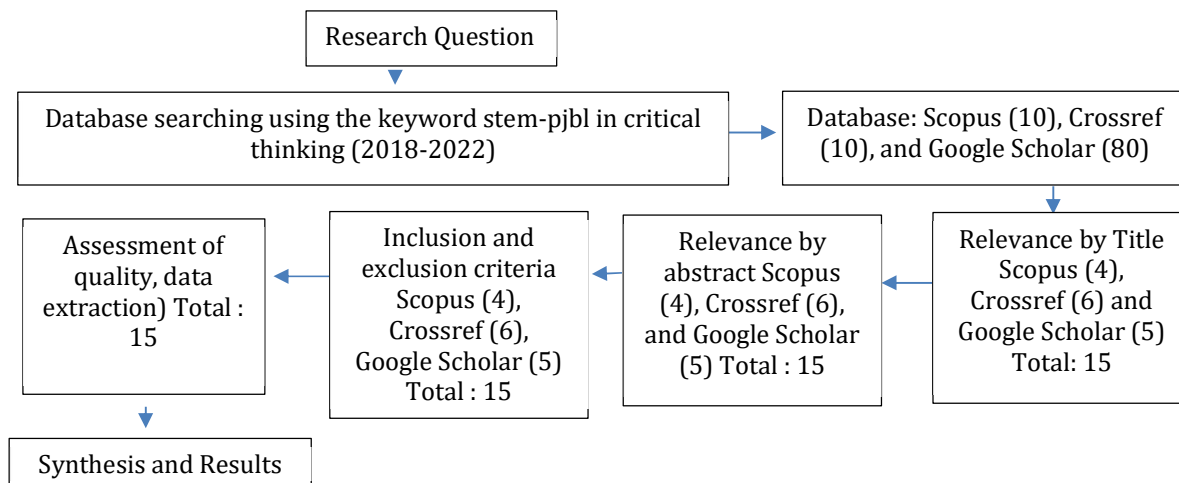 Research Question
Database searching using the keyword stem-pjbl in critical
thinking (2018-2022)
Database: Scopus (10), Crossref
(10), and Google Scholar (80)
Relevance by Title
Scopus (4),
Crossref (6) and
Google Scholar (5)
Total: 15
Relevance by
abstract Scopus
(4), Crossref (6),
and Google Scholar
(5) Total : 15
Inclusion and
exclusion criteria
Scopus (4),
Crossref (6),
Google Scholar (5)
Total : 15
Assessment of
quality, data
extraction) Total :
15
Synthesis and Results